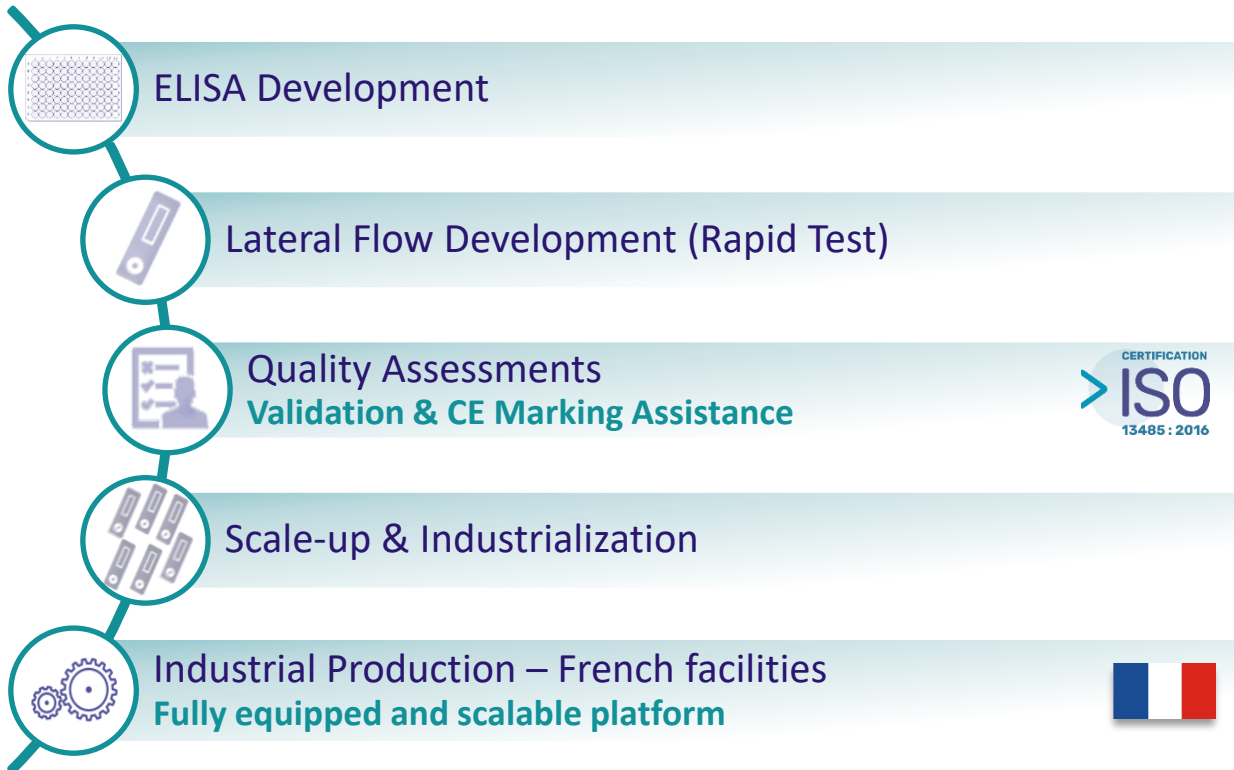 ELISA Development
Lateral Flow Development (Rapid Test)
Quality Assessments
Validation & CE Marking Assistance
CERTIFICATION
ISO
13485 : 2016
Scale-up & Industrialization
Industrial Production – French facilities
Fully equipped and scalable platform